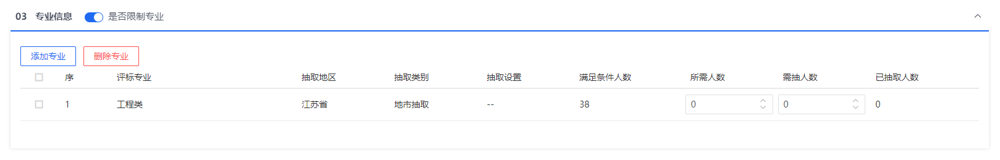 03 专业信息 是否限制专业
添加专业 删除专业
序 评标专业 抽取地区 抽取类别 抽取设置 满足条件人数 所需人数 需抽人数 已抽取人数
1 工程类 江苏省 地市抽取 -- 38 0 0 0